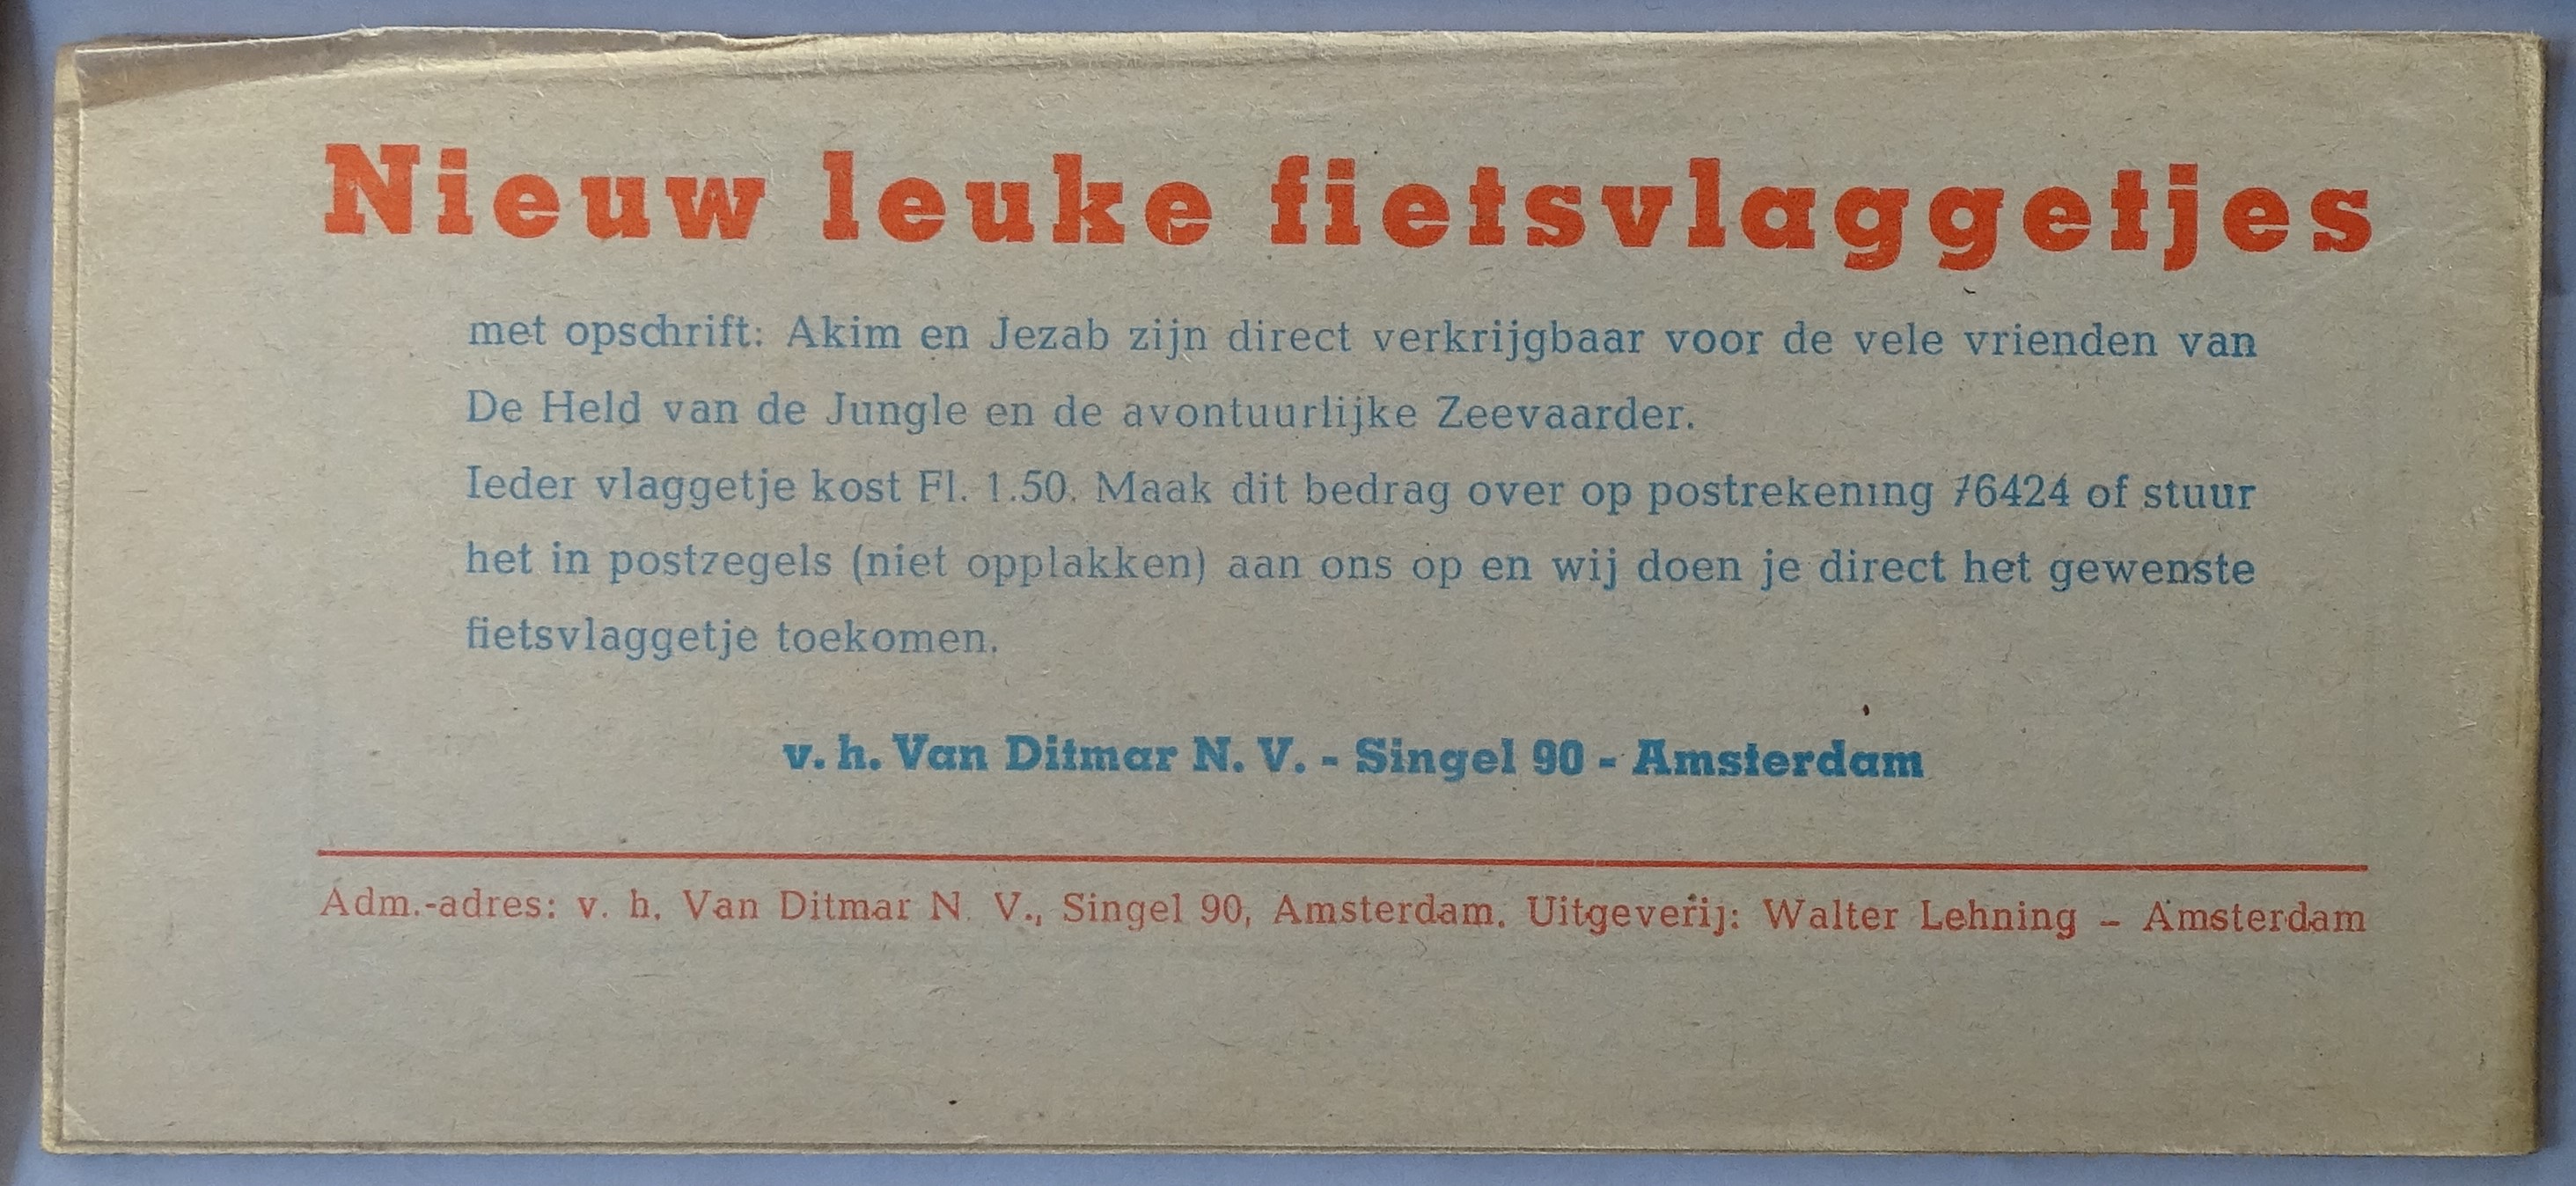 Nieuw leuke fietsvlaggetjes
met opschrift: Akim en Jezab zijn direct verkrijgbaar voor de vele vrienden van
De Held van de Jungle en de avontuurlijke Zeevaarder.
Ieder vlaggetje kost Fl. 1.50. Maak dit bedrag over op postrekening 76424 of stuur
het in postzegels (niet opplakken) aan ons op en wij doen je direct het gewenste
fietsvlaggetje toekomen.
v. h. Van Ditmar N. V. - Singel 90 - Amsterdam
Adm.-adres: v. h. Van Ditmar N. V., Singel 90, Amsterdam. Uitgeverij: Walter Lehning – Amsterdam